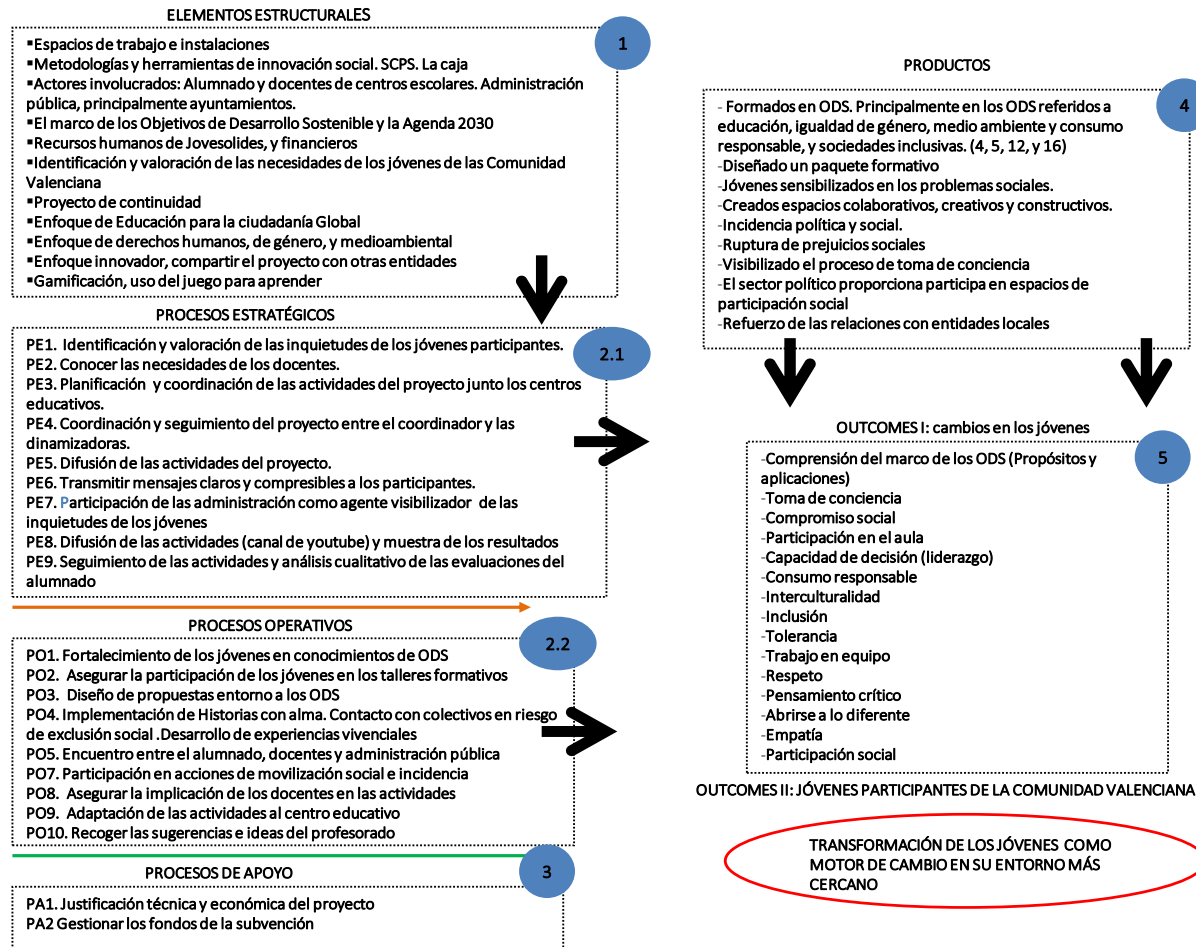 ELEMENTOS ESTRUCTURALES
1
▪Espacios de trabajo e instalaciones
▪Metodologías y herramientas de innovación social. SCPS. La caja
▪Actores involucrados: Alumnado y docentes de centros escolares. Administración
pública, principalmente ayuntamientos.
▪El marco de los Objetivos de Desarrollo Sostenible y la Agenda 2030
▪Recursos humanos de Jovesolides, y financieros
▪Identificación y valoración de las necesidades de los jóvenes de las Comunidad
Valenciana
▪Proyecto de continuidad
▪Enfoque de Educación para la ciudadanía Global
▪Enfoque de derechos humanos, de género, y medioambiental
▪Enfoque innovador, compartir el proyecto con otras entidades
▪Gamificación, uso del juego para aprender
PROCESOS ESTRATÉGICOS
2.1
PE1. Identificación y valoración de las inquietudes de los jóvenes participantes.
PE2. Conocer las necesidades de los docentes.
PE3. Planificación y coordinación de las actividades del proyecto junto los centros
educativos.
PE4. Coordinación y seguimiento del proyecto entre el coordinador y las
dinamizadoras.
PE5. Difusión de las actividades del proyecto.
PE6. Transmitir mensajes claros y compresibles a los participantes.
PE7. Participación de las administración como agente visibilizador de las
inquietudes de los jóvenes
PE8. Difusión de las actividades (canal de youtube) y muestra de los resultados
PE9. Seguimiento de las actividades y análisis cualitativo de las evaluaciones del
alumnado
PROCESOS OPERATIVOS
2.2
PO1. Fortalecimiento de los jóvenes en conocimientos de ODS
PO2. Asegurar la participación de los jóvenes en los talleres formativos
PO3. Diseño de propuestas entorno a los ODS
PO4. Implementación de Historias con alma. Contacto con colectivos en riesgo
de exclusión social .Desarrollo de experiencias vivenciales
PO5. Encuentro entre el alumnado, docentes y administración pública
PO7. Participación en acciones de movilización social e incidencia
PO8. Asegurar la implicación de los docentes en las actividades
PO9. Adaptación de las actividades al centro educativo
PO10. Recoger las sugerencias e ideas del profesorado
PROCESOS DE APOYO
3
PA1. Justificación técnica y económica del proyecto
PA2 Gestionar los fondos de la subvención
PRODUCTOS
4
- Formados en ODS. Principalmente en los ODS referidos a
educación, igualdad de género, medio ambiente y consumo
responsable, y sociedades inclusivas. (4, 5, 12, y 16)
-Diseñado un paquete formativo
-Jóvenes sensibilizados en los problemas sociales.
-Creados espacios colaborativos, creativos y constructivos.
-Incidencia política y social.
-Ruptura de prejuicios sociales
-Visibilizado el proceso de toma de conciencia
-El sector político proporciona participa en espacios de
participación social
-Refuerzo de las relaciones con entidades locales
OUTCOMES I: cambios en los jóvenes
5
-Comprensión del marco de los ODS (Propósitos y
aplicaciones)
-Toma de conciencia
-Compromiso social
-Participación en el aula
-Capacidad de decisión (liderazgo)
-Consumo responsable
-Interculturalidad
-Inclusión
-Tolerancia
-Trabajo en equipo
-Respeto
-Pensamiento crítico
-Abrirse a lo diferente
-Empatía
-Participación social
OUTCOMES II: JÓVENES PARTICIPANTES DE LA COMUNIDAD VALENCIANA
TRANSFORMACIÓN DE LOS JÓVENES COMO
MOTOR DE CAMBIO EN SU ENTORNO MÁS
CERCANO